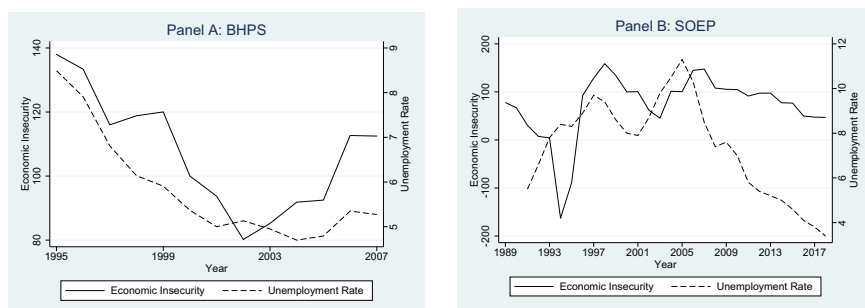 Panel A: BHPS
140
120
100
80
Economic Insecurity
9
8
7
6
5
Unemployment Rate
1995
1999
2003
2007
Year
Economic Insecurity
Unemployment Rate
Panel B: SOEP
200
100
0
-100
-200
Economic Insecurity
12
10
8
6
4
Unemployment Rate
1989
1993
1997
2001
2005
2009
2013
2017
Year
Economic Insecurity
Unemployment Rate